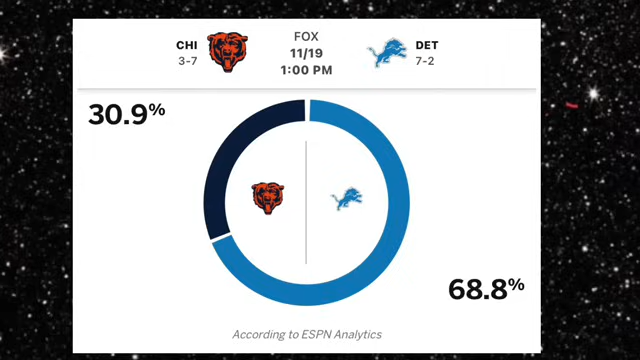 CHI
3-7
FOX
11/19
1:00 PM
DET
7-2
30.9%
68.8%
According to ESPN Analytics